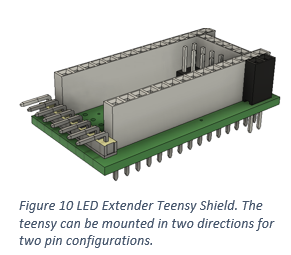 Figure 10 LED Extender Teensy Shield. The
teensy can be mounted in two directions for
two pin configurations.